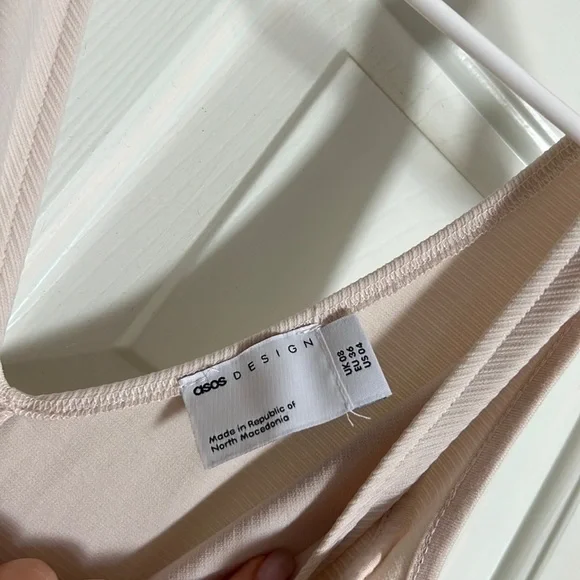 asos DESIGN
Made in Republic of
North Macedonia
UK 08
EU 36
US 04